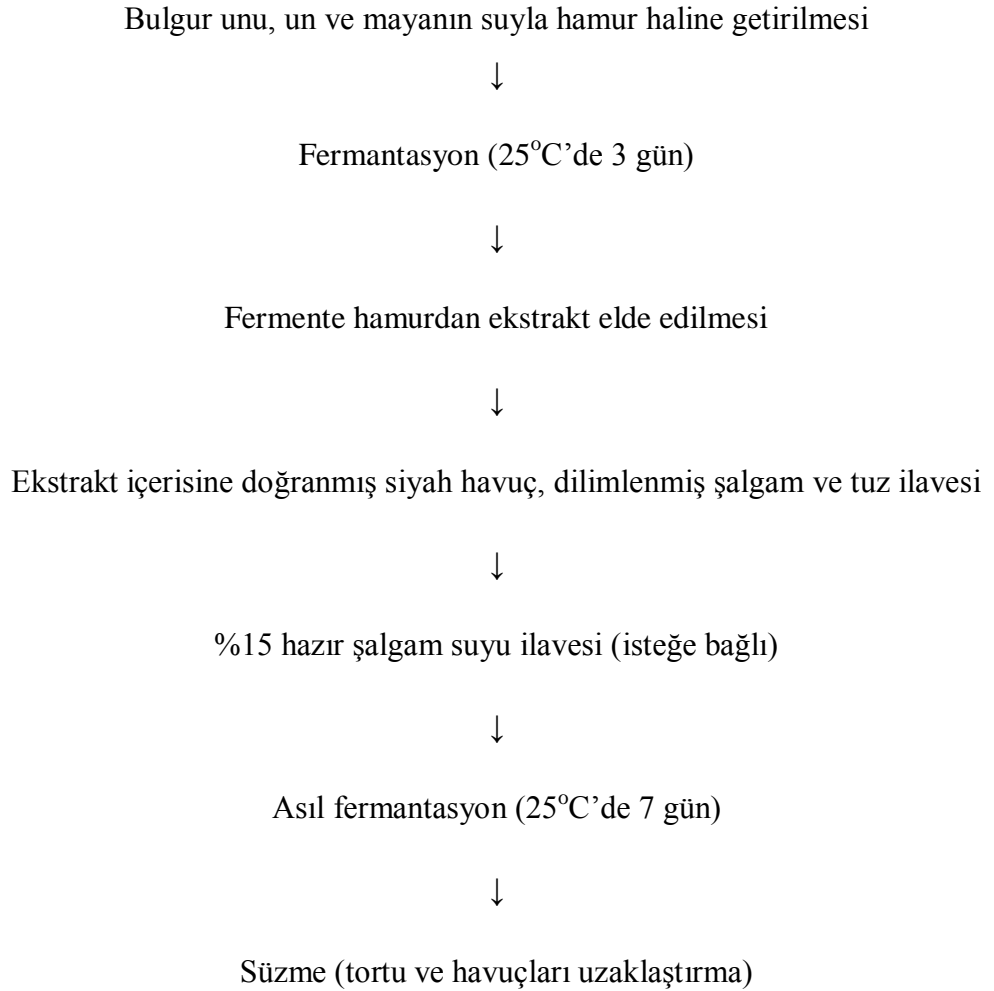 Bulgur unu, un ve mayanın suyla hamur haline getirilmesi
↓
Fermantasyon (25°C’de 3 gün)
↓
Fermente hamurdan ekstrakt elde edilmesi
↓
Ekstrakt içerisine doğranmış siyah havuç, dilimlenmiş şalgam ve tuz ilavesi
↓
%15 hazır şalgam suyu ilavesi (isteğe bağlı)
↓
Asıl fermantasyon (25°C’de 7 gün)
↓
Süzme (tortu ve havuçları uzaklaştırma)